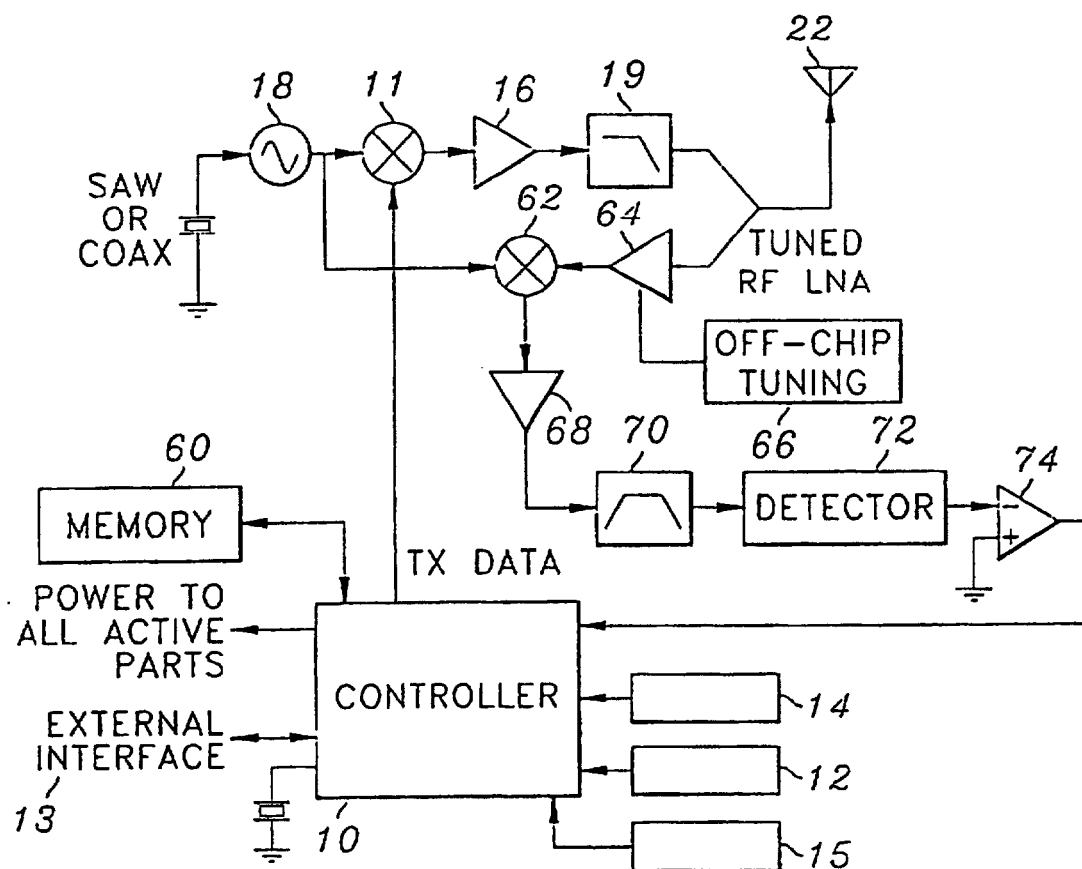 22
18
11
16
19
SAW
OR
COAX
62
64
TUNED
RF LNA
OFF-CHIP
TUNING
68
66
60
70
72
74
MEMORY
DETECTOR
-
+
TX DATA
POWER TO
ALL ACTIVE
PARTS
CONTROLLER
14
EXTERNAL
INTERFACE
12
13
10
15